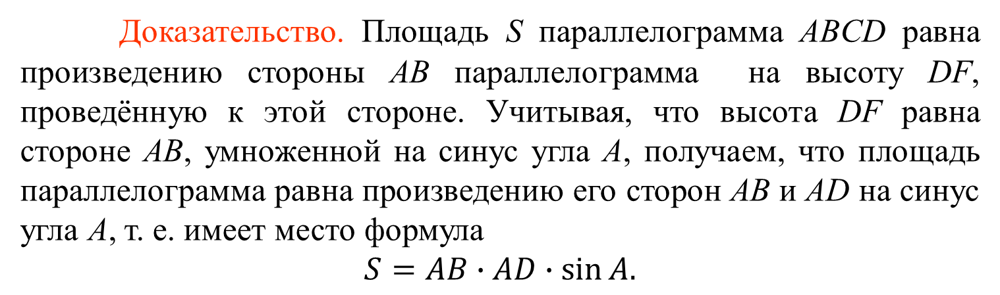 Доказательство. Площадь S параллелограмма ABCD равна
произведению стороны AB параллелограмма на высоту DF,
проведённую к этой стороне. Учитывая, что высота DF равна
стороне AB, умноженной на синус угла A, получаем, что площадь
параллелограмма равна произведению его сторон AB и AD на синус
угла A, т. е. имеет место формула
S = AB · AD · sin A.